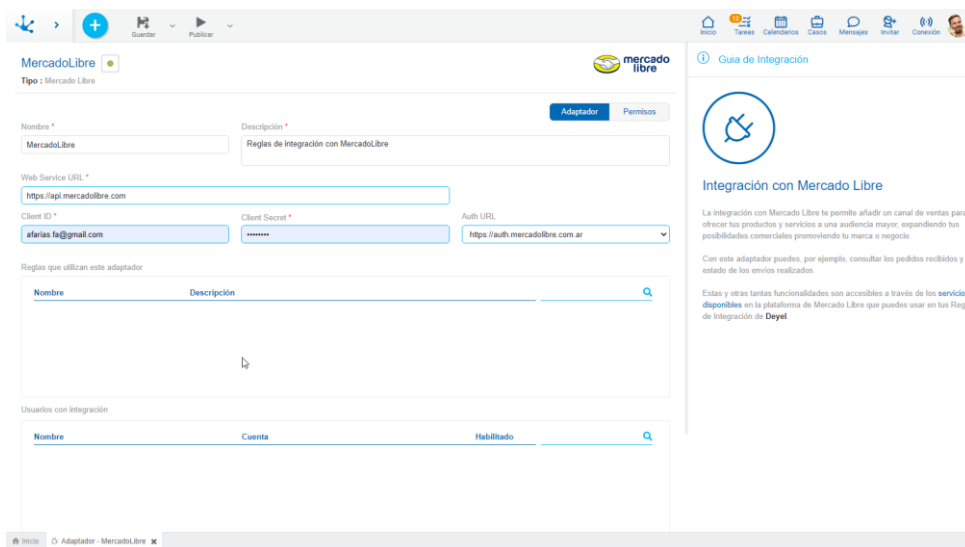 Guardar
Publicar
Inicio
13
Tareas
Calendarios
Casos
Mensajes
Invitar
Conexión
MercadoLibre
Tipo : Mercado Libre
mercado
libre
Guia de Integración
Adaptador
Permisos
Nombre *
Descripción *
MercadoLibre
Reglas de integración con MercadoLibre
Web Service URL *
https://api.mercadolibre.com
Client ID *
Client Secret *
Auth URL
afarias.fa@gmail.com
••••••••
https://auth.mercadolibre.com.ar
Reglas que utilizan este adaptador
Nombre
Descripción
Usuarios con integración
Nombre
Cuenta
Habilitado
Integración con Mercado Libre
La integración con Mercado Libre te permite añadir un canal de ventas para
ofrecer tus productos y servicios a una audiencia mayor, expandiendo tus
posibilidades comerciales promoviendo tu marca o negocio.
Con este adaptador puedes, por ejemplo, consultar los pedidos recibidos y
estado de los envíos realizados.
Estas y otras tantas funcionalidades son accesibles a través de los servicio
disponibles en la plataforma de Mercado Libre que puedes usar en tus Reg
de Integración de Deyel.
Inicio
Adaptador - MercadoLibre